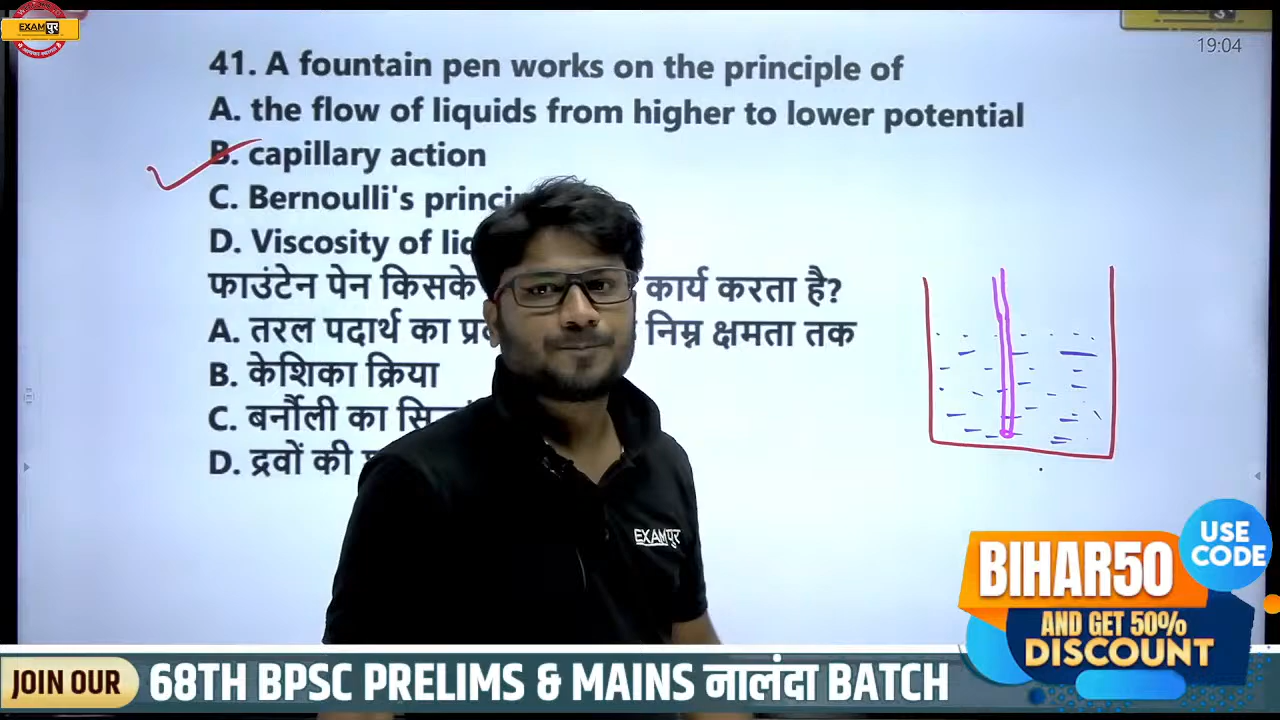 EXAMपुर
19:04
41. A fountain pen works on the principle of
A. the flow of liquids from higher to lower potential
B. capillary action
C. Bernoulli's
D. Viscosity of
फाउंटेन पेन किसके कार्य करता है?
A. तरल पदार्थ का निम्न क्षमता तक
B. केशिका क्रिया
C. बर्नौली का
D. द्रवों की
EXAMपुर
USE
CODE
BIHAR50
AND GET 50%
DISCOUNT
JOIN OUR
68TH BPSC PRELIMS & MAINS नालंदा BATCH